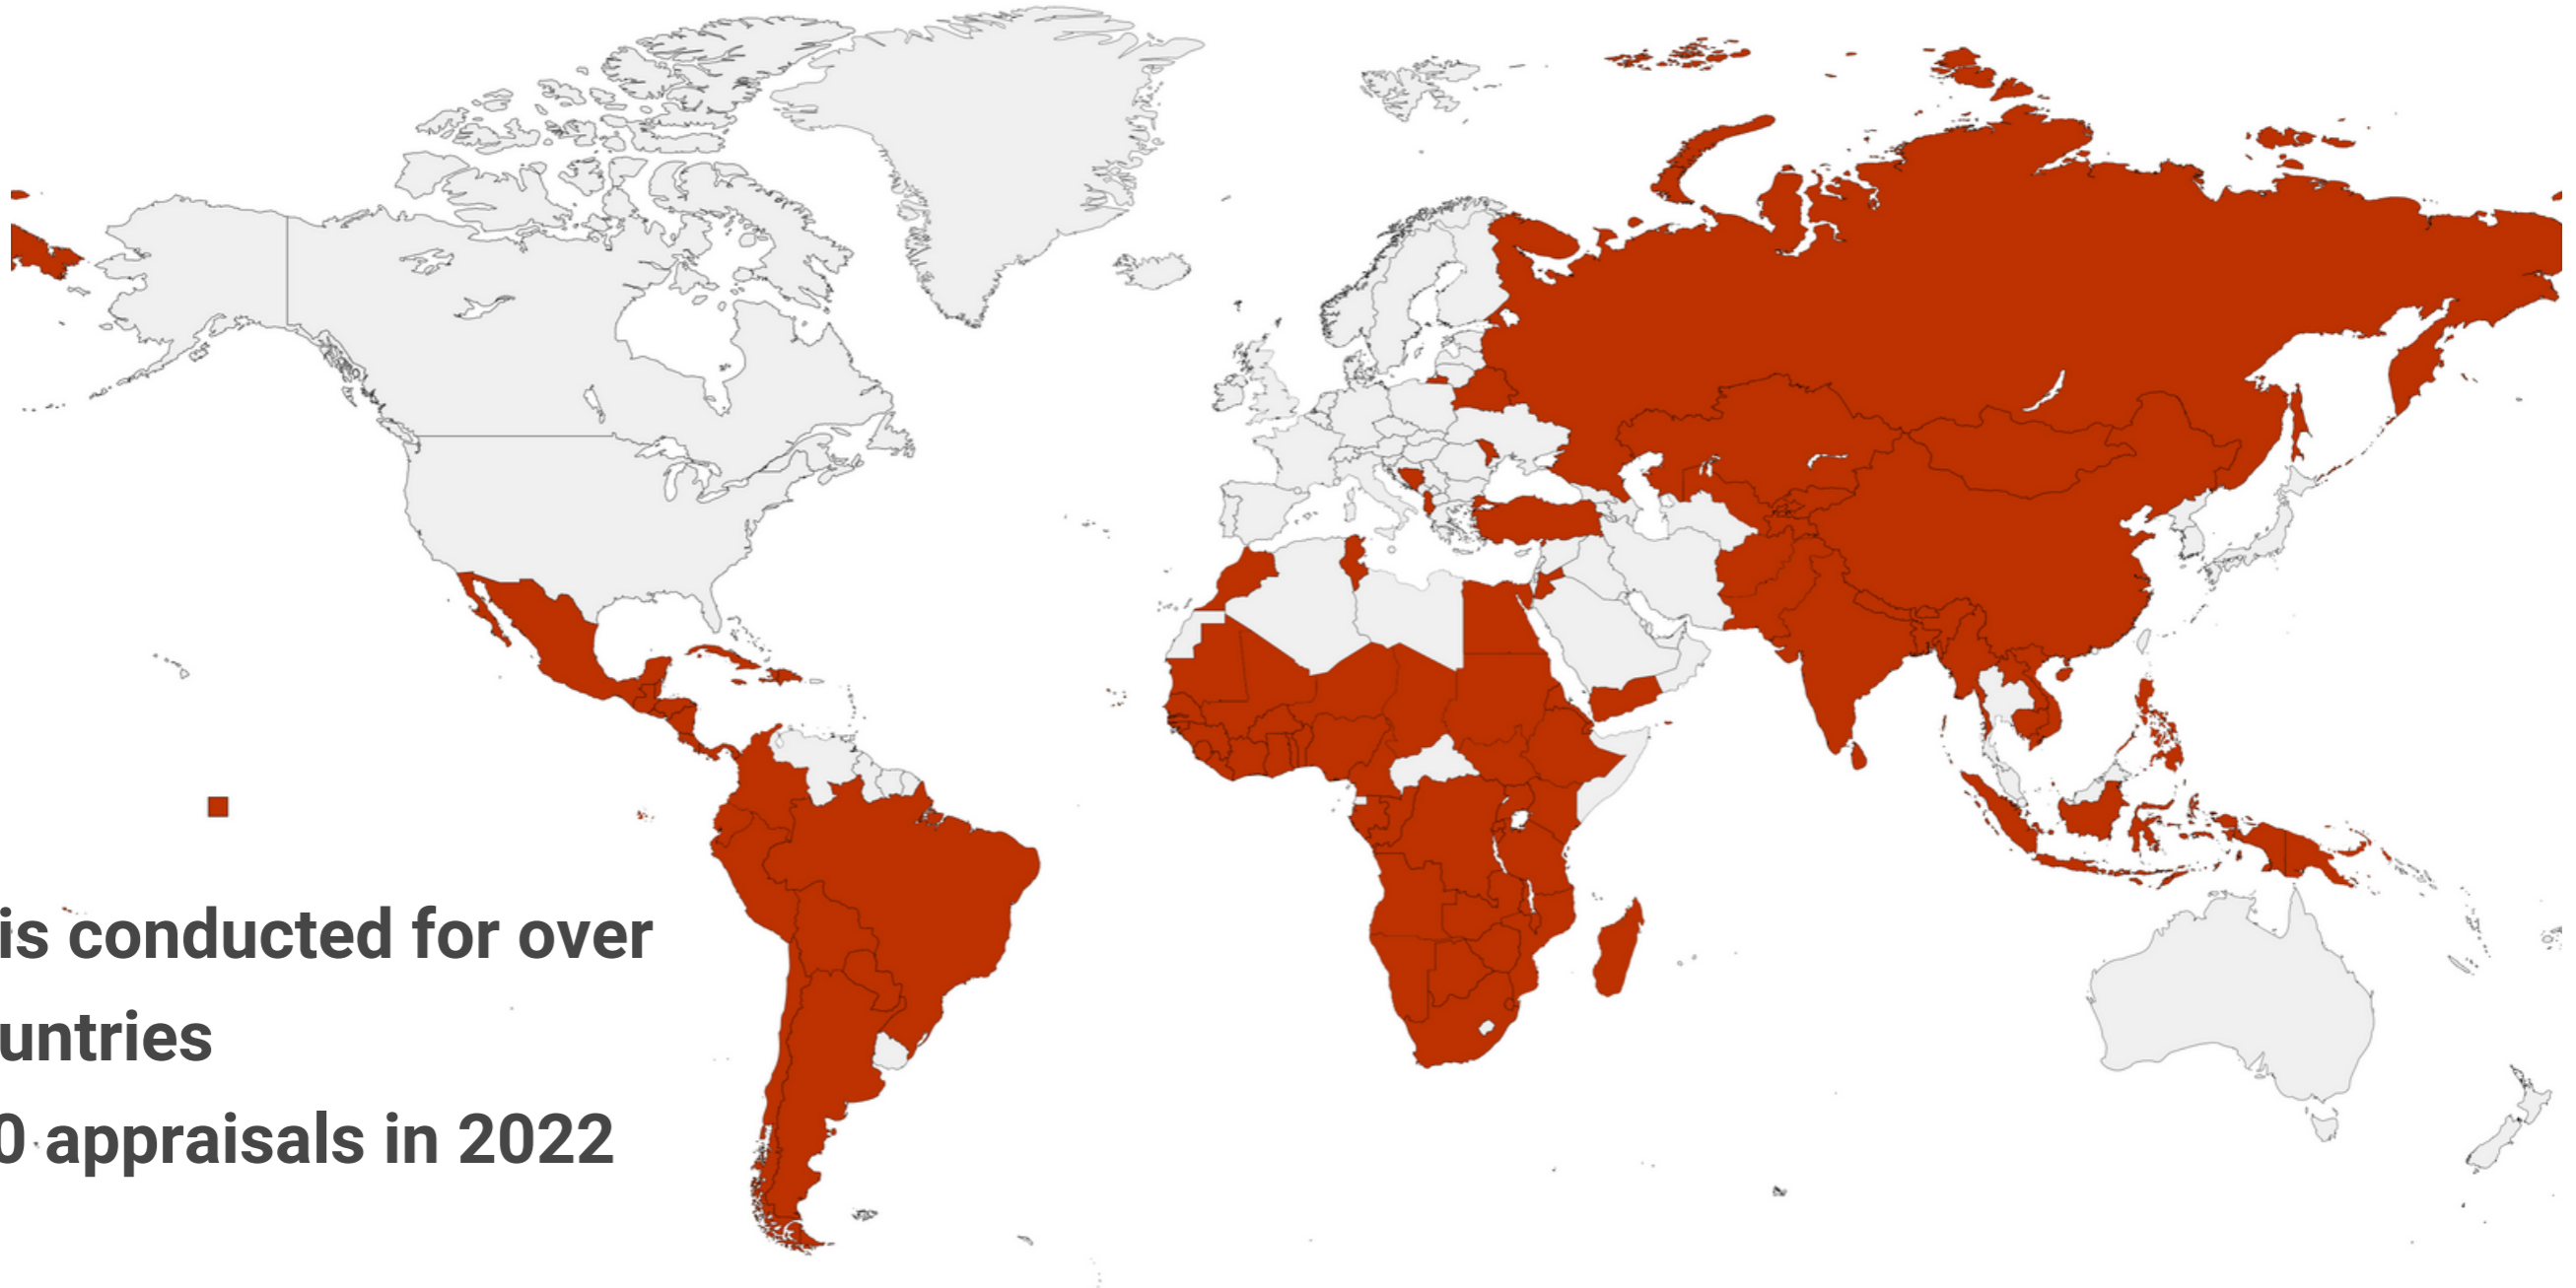 is conducted for over
untries
0 appraisals in 2022